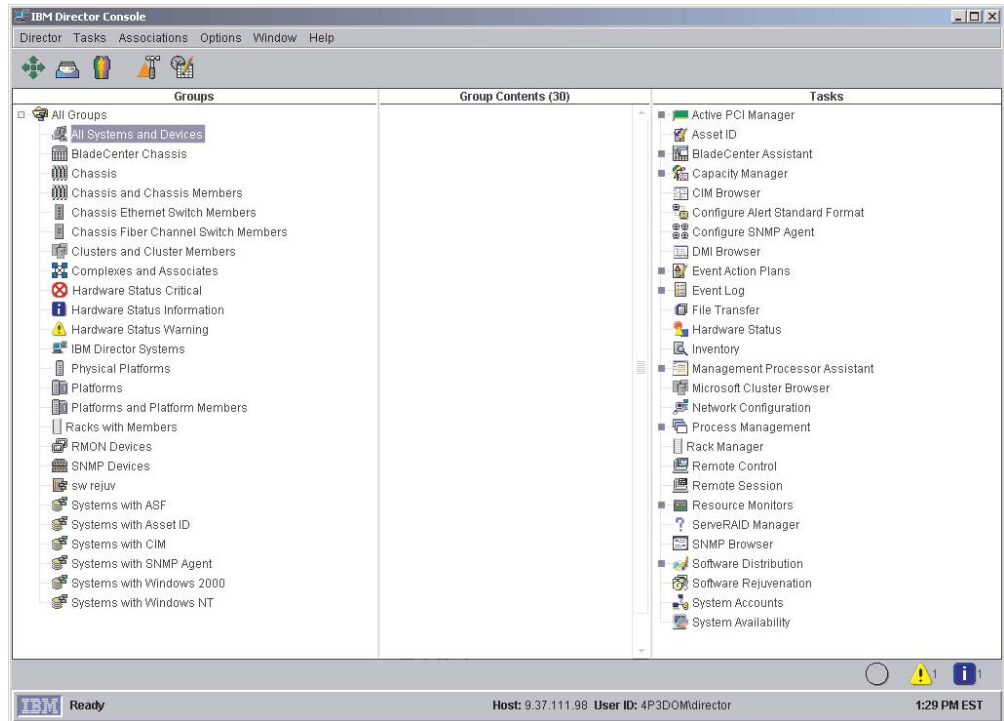 IBM Director Console
Director Tasks Associations Options Window Help
Groups
All Groups
All Systems and Devices
BladeCenter Chassis
Chassis
Chassis and Chassis Members
Chassis Ethernet Switch Members
Chassis Fiber Channel Switch Members
Clusters and Cluster Members
Complexes and Associates
Hardware Status Critical
Hardware Status Information
Hardware Status Warning
IBM Director Systems
Physical Platforms
Platforms
Platforms and Platform Members
Racks with Members
RMON Devices
SNMP Devices
sw rejuv
Systems with ASF
Systems with Asset ID
Systems with CIM
Systems with SNMP Agent
Systems with Windows 2000
Systems with Windows NT
Group Contents (30)
Tasks
Active PCI Manager
Asset ID
BladeCenter Assistant
Capacity Manager
CIM Browser
Configure Alert Standard Format
Configure SNMP Agent
DMI Browser
Event Action Plans
Event Log
File Transfer
Hardware Status
Inventory
Management Processor Assistant
Microsoft Cluster Browser
Network Configuration
Process Management
Rack Manager
Remote Control
Remote Session
Resource Monitors
ServeRAID Manager
SNMP Browser
Software Distribution
Software Rejuvenation
System Accounts
System Availability
1 1
IBM Ready Host: 9.37.111.98 User ID: 4P3DOM\director 1:29 PM EST